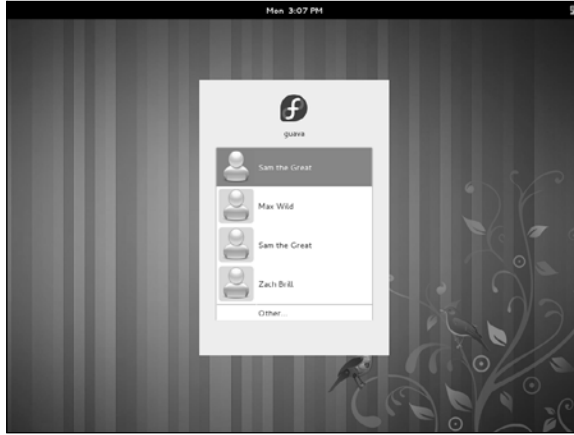 Mon 3:07 PM
guava
Sam the Great
Max Wild
Sam the Great
Zach Brill
Other...